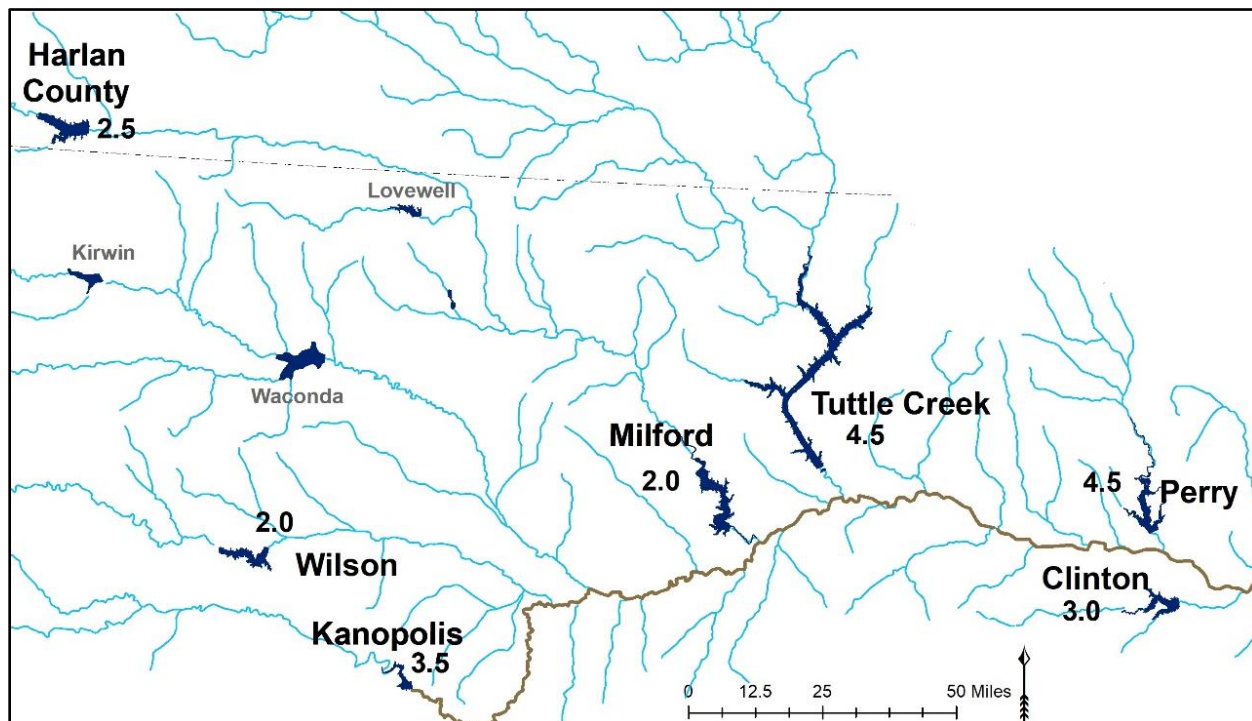 Harlan
County
2.5
Lovewell
Kirwin
Waconda
Tuttle Creek
4.5
Milford
2.0
4.5
Perry
2.0
Wilson
Clinton
3.0
Kanopolis
3.5
0 12.5 25 50 Miles